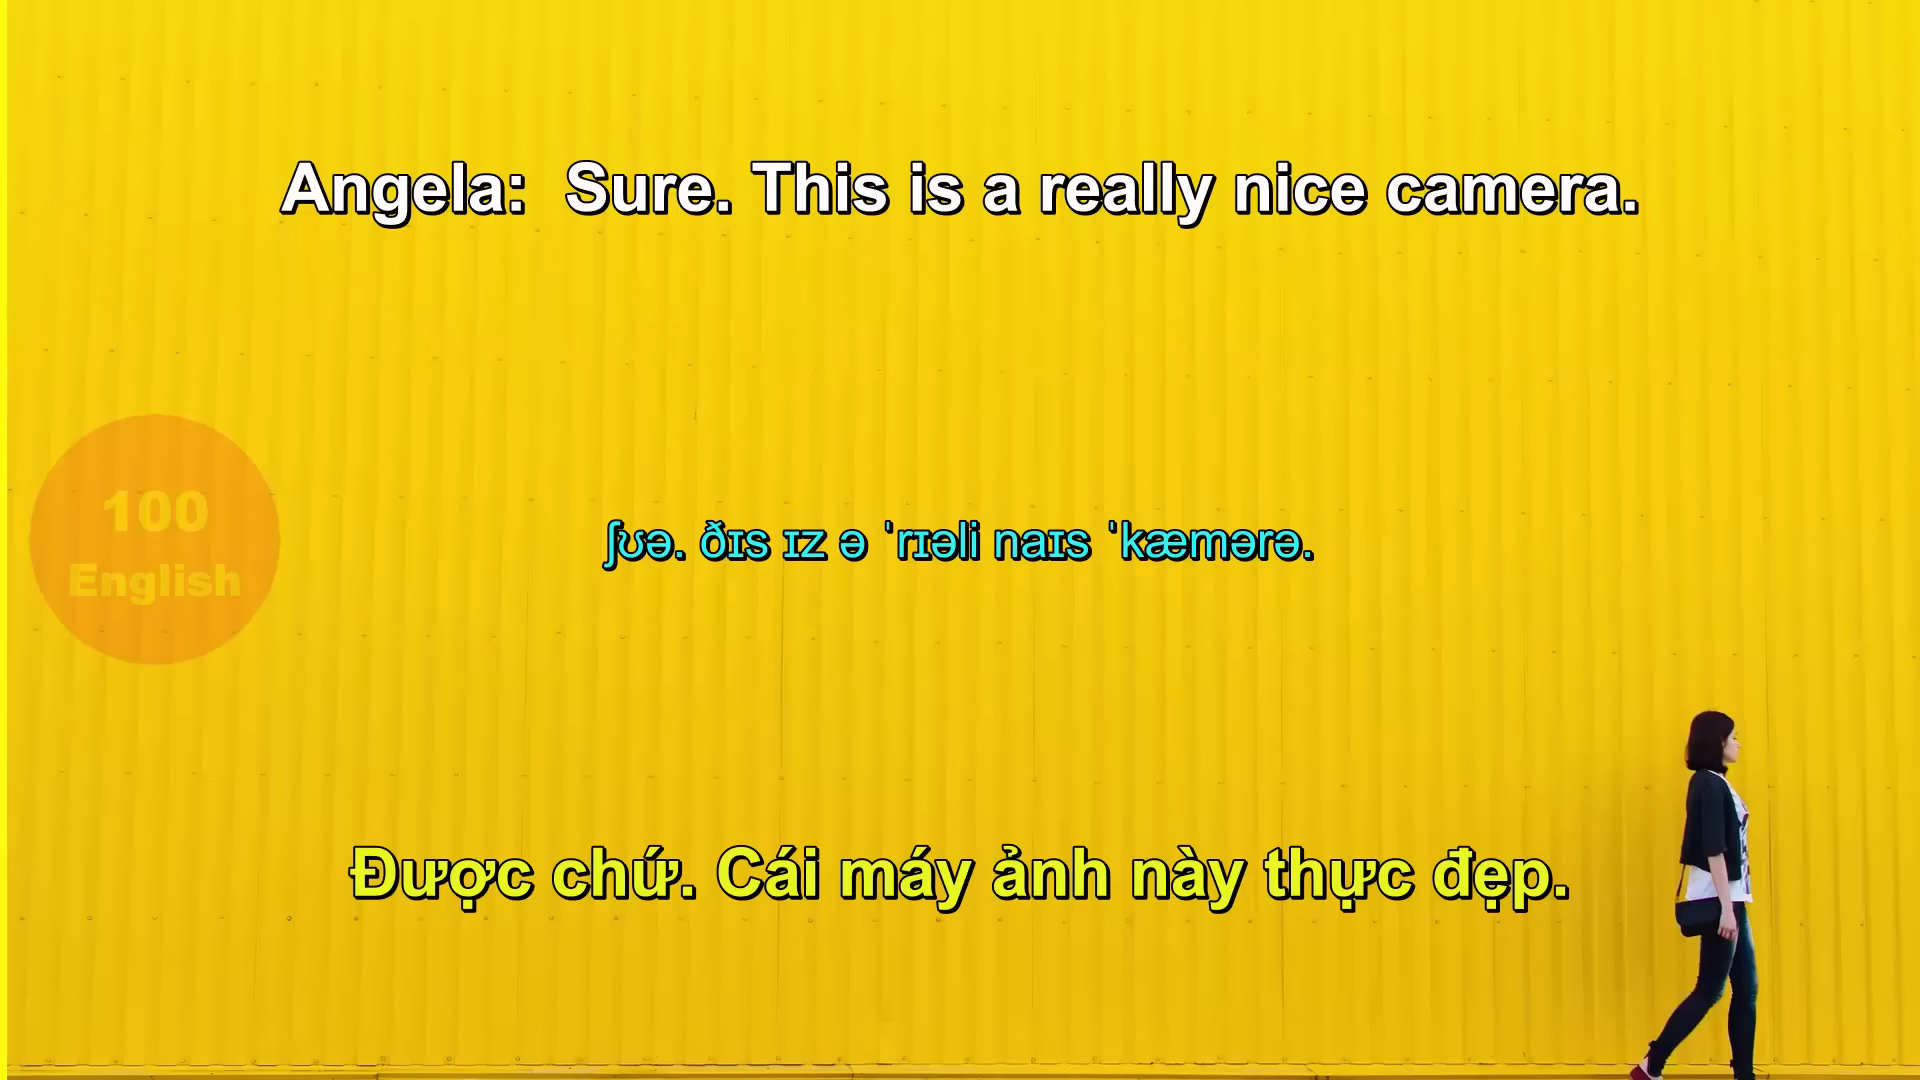 Angela:  Sure. This is a really nice camera.
100
English
ʃʊə. ðɪs ɪz ə ˈrɪəli naɪs ˈkæmərə.
Được chứ. Cái máy ảnh này thực đẹp.